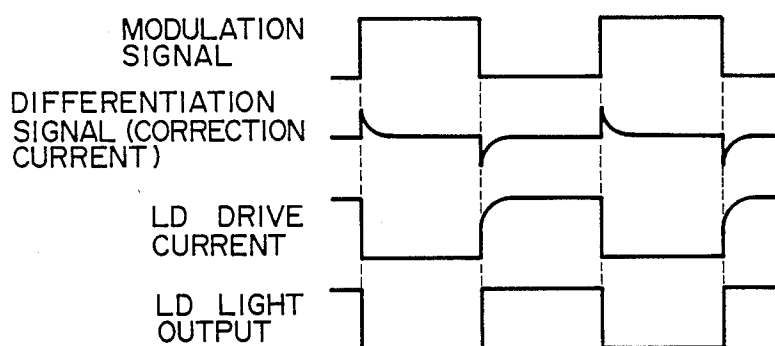 MODULATION
SIGNAL
DIFFERENTIATION
SIGNAL (CORRECTION
CURRENT)
LD DRIVE
CURRENT
LD LIGHT
OUTPUT